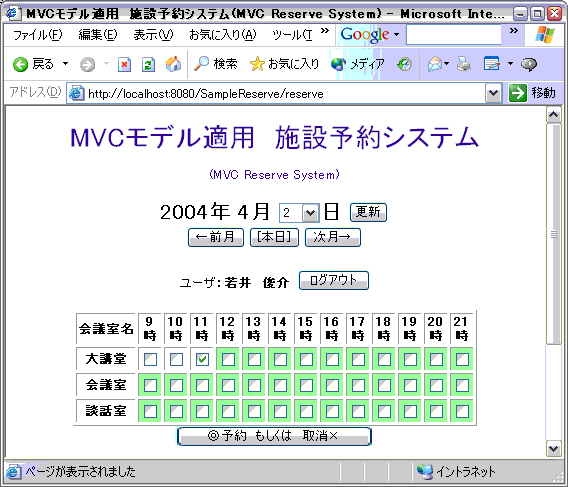 MVCモデル適用 施設予約システム(MVC Reserve System) - Microsoft Inte...
ファイル(F) 編集(E) 表示(V) お気に入り(A) ツール(T) » Google »
戻る 検索 お気に入り メディア
アドレス(D) http://localhost:8080/SampleReserve/reserve 移動
MVCモデル適用 施設予約システム
(MVC Reserve System)
2004年 4月 2 日 更新
←前月 [本日] 次月→
ユーザ:若井 俊介 ログアウト
会議室名 9時 10時 11時 12時 13時 14時 15時 16時 17時 18時 19時 20時 21時
大講堂
会議室
談話室
◎予約 もしくは 取消×
ページが表示されました イントラネット